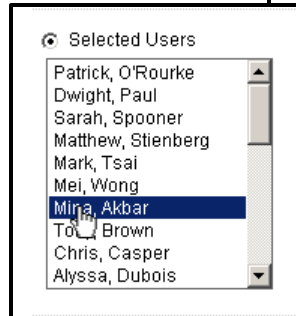 Selected Users
Patrick, O'Rourke
Dwight, Paul
Sarah, Spooner
Matthew, Stienberg
Mark, Tsai
Mei, Wong
Mina, Akbar
Brown
Chris, Casper
Alyssa, Dubois